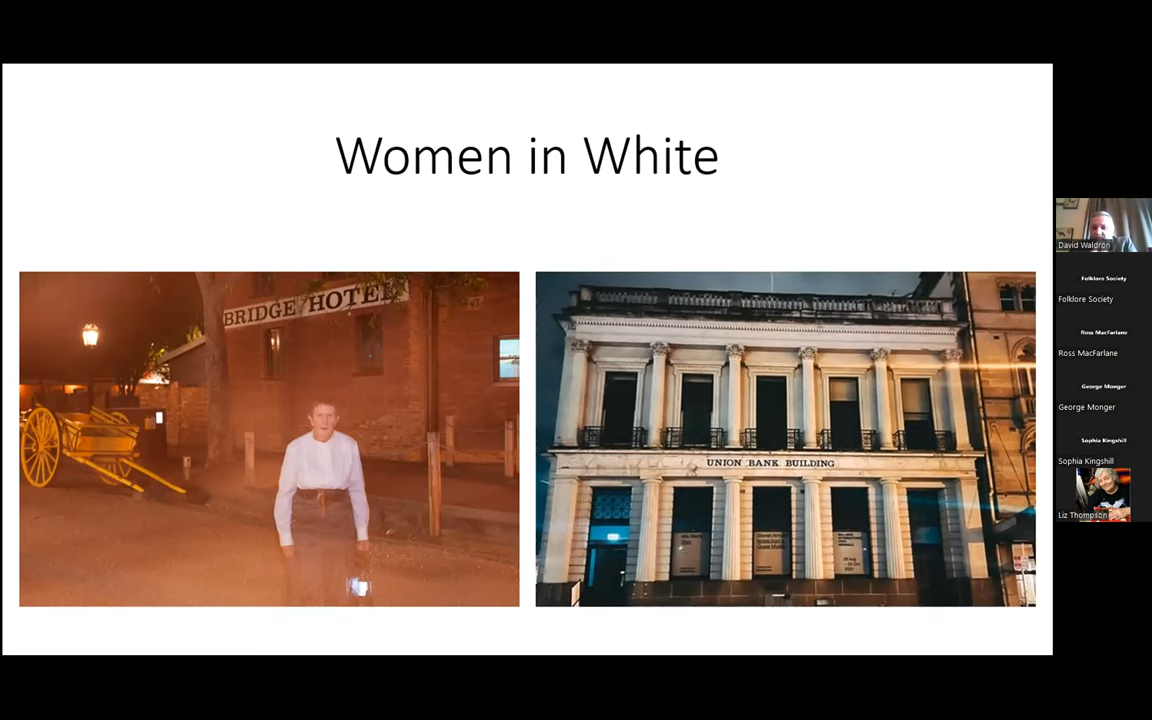 Women in White
BRIDGE HOTEL
UNION BANK BUILDING
David Waldron
Folklore Society
Folklore Society
Ross MacFarlane
Ross MacFarlane
George Monger
George Monger
Sophia Kingshill
Sophia Kingshill
Liz Thompson